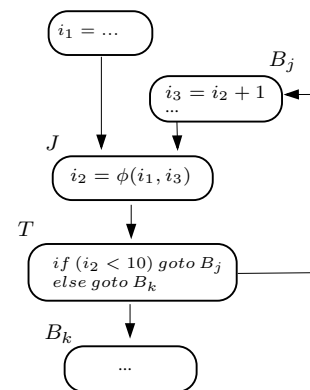 i₁ = ...
B_j
i₃ = i₂ + 1
...
J
i₂ = ϕ(i₁, i₃)
T
if (i₂ < 10) goto B_j
else goto B_k
B_k
...